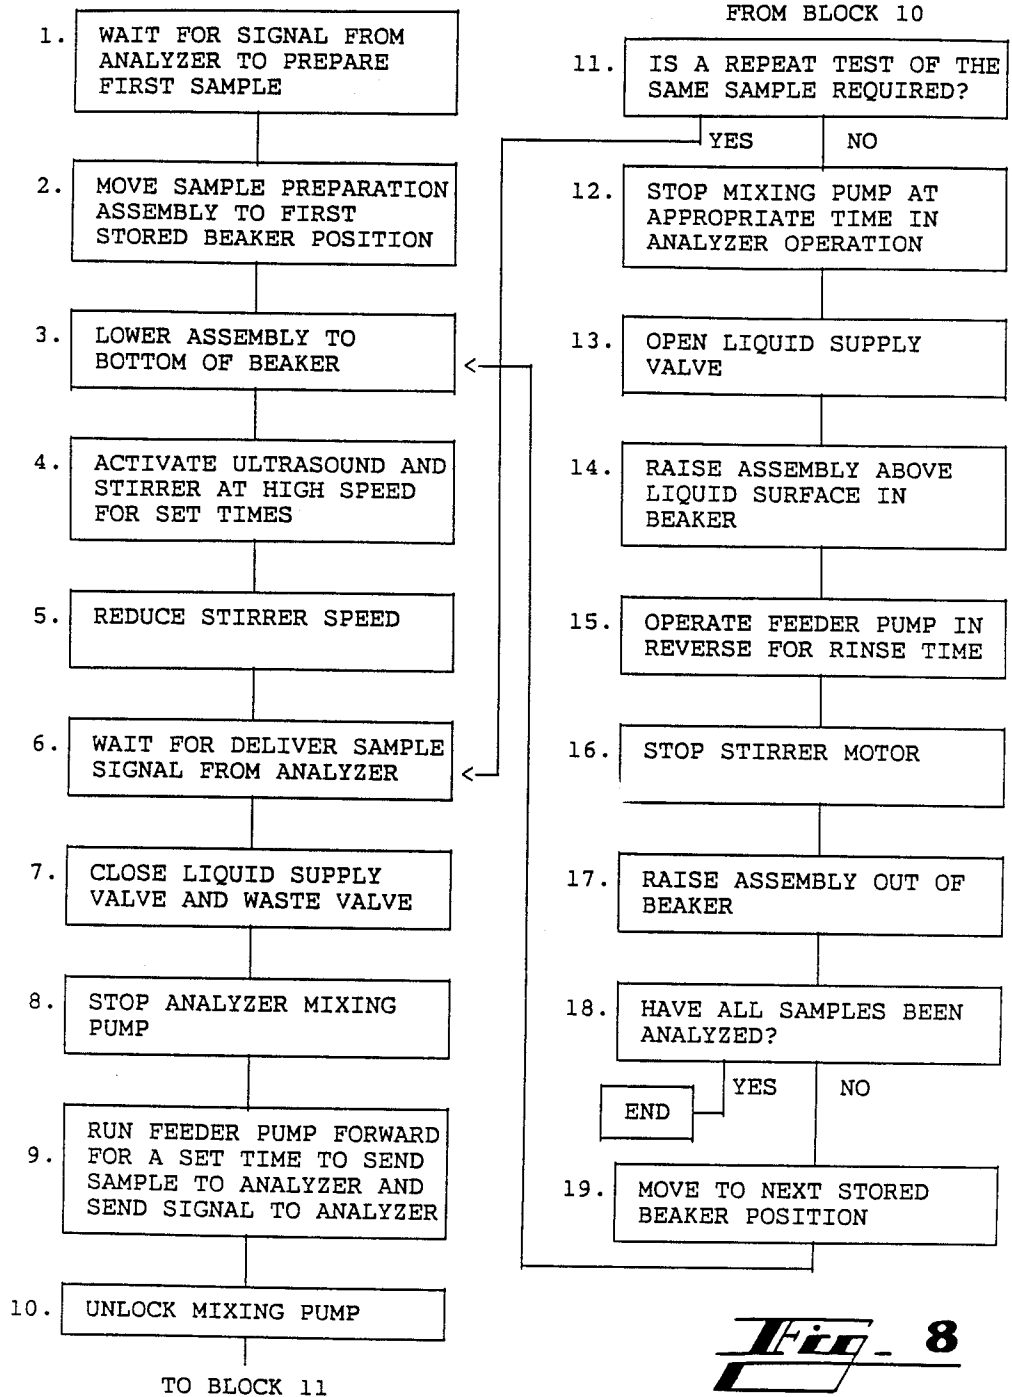 1. WAIT FOR SIGNAL FROM
ANALYZER TO PREPARE
FIRST SAMPLE
2. MOVE SAMPLE PREPARATION
ASSEMBLY TO FIRST
STORED BEAKER POSITION
3. LOWER ASSEMBLY TO
BOTTOM OF BEAKER
4. ACTIVATE ULTRASOUND AND
STIRRER AT HIGH SPEED
FOR SET TIMES
5. REDUCE STIRRER SPEED
6. WAIT FOR DELIVER SAMPLE
SIGNAL FROM ANALYZER
7. CLOSE LIQUID SUPPLY
VALVE AND WASTE VALVE
8. STOP ANALYZER MIXING
PUMP
9. RUN FEEDER PUMP FORWARD
FOR A SET TIME TO SEND
SAMPLE TO ANALYZER AND
SEND SIGNAL TO ANALYZER
10. UNLOCK MIXING PUMP
TO BLOCK 11
FROM BLOCK 10
11. IS A REPEAT TEST OF THE
SAME SAMPLE REQUIRED?
YES NO
12. STOP MIXING PUMP AT
APPROPRIATE TIME IN
ANALYZER OPERATION
13. OPEN LIQUID SUPPLY
VALVE
14. RAISE ASSEMBLY ABOVE
LIQUID SURFACE IN
BEAKER
15. OPERATE FEEDER PUMP IN
REVERSE FOR RINSE TIME
16. STOP STIRRER MOTOR
17. RAISE ASSEMBLY OUT OF
BEAKER
18. HAVE ALL SAMPLES BEEN
ANALYZED?
YES NO
END
19. MOVE TO NEXT STORED
BEAKER POSITION
Fig_ 8